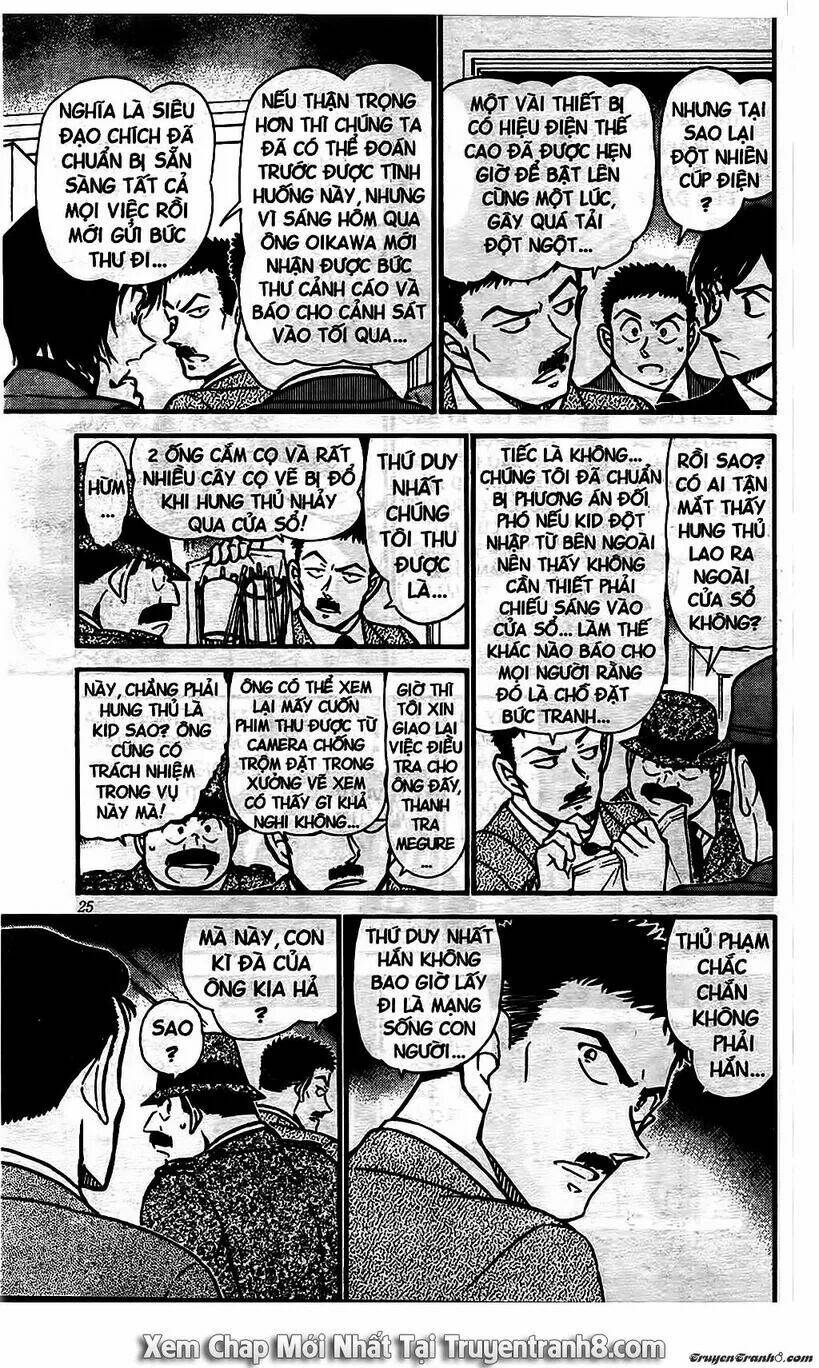 NHƯNG TẠI
SAO LẠI
ĐỘT NHIÊN
CÚP ĐIỆN
?
MỘT VÀI THIẾT BỊ
CÓ HIỆU ĐIỆN THẾ
CAO ĐÃ ĐƯỢC HẸN
GIỜ ĐỂ BẬT LÊN
CÙNG MỘT LÚC,
GÂY QUÁ TẢI
ĐỘT NGỘT...
NẾU THẬN TRỌNG
HƠN THÌ CHÚNG TA
ĐÃ CÓ THỂ ĐOÁN
TRƯỚC ĐƯỢC TÌNH
HUỐNG NÀY, NHƯNG
VÌ SÁNG HÔM QUA
ÔNG OIKAWA MỚI
NHẬN ĐƯỢC BỨC
THƯ CẢNH CÁO VÀ
BÁO CHO CẢNH SÁT
VÀO TỐI QUA...
NGHĨA LÀ SIÊU
ĐẠO CHÍCH ĐÃ
CHUẨN BỊ SẴN
SÀNG TẤT CẢ
MỌI VIỆC RỒI
MỚI GỬI BỨC
THƯ ĐI...
RỒI SAO?
CÓ AI TẬN
MẮT THẤY
HUNG THỦ
LAO RA
NGOÀI
CỬA SỔ
KHÔNG?
TIẾC LÀ KHÔNG...
CHÚNG TÔI ĐÃ CHUẨN
BỊ PHƯƠNG ÁN ĐỐI
PHÓ NẾU KID ĐỘT
NHẬP TỪ BÊN NGOÀI
NÊN THẤY KHÔNG
CẦN THIẾT PHẢI
CHIẾU SÁNG VÀO
CỬA SỔ... LÀM THẾ
KHÁC NÀO BÁO CHO
MỌI NGƯỜI RẰNG
ĐÓ LÀ CHỖ ĐẶT
BỨC TRANH...
THỨ DUY
NHẤT
CHÚNG
TÔI THU
ĐƯỢC
LÀ...
2 ỐNG CẮM CỌ VÀ RẤT
NHIỀU CÂY CỌ VẼ BỊ ĐỔ
KHI HUNG THỦ NHẢY
QUA CỬA SỔ!
HỪM
...
GIỜ THÌ
TÔI XIN
GIAO LẠI
VIỆC ĐIỀU
TRA CHO
ÔNG ĐẤY,
THANH
TRA
MEGURE
...
ÔNG CÓ THỂ XEM
LẠI MẤY CUỐN
PHIM THU ĐƯỢC TỪ
CAMERA CHỐNG
TRỘM ĐẶT TRONG
XƯỞNG VẼ XEM
CÓ THẤY GÌ KHẢ
NGHI KHÔNG...
NÀY, CHẲNG PHẢI
HUNG THỦ LÀ
KID SAO? ÔNG
CŨNG CÓ
TRÁCH NHIỆM
TRONG VỤ
NÀY MÀ!
25
THỦ PHẠM
CHẮC
CHẮN
KHÔNG
PHẢI
HẮN...
THỨ DUY NHẤT
HẮN KHÔNG
BAO GIỜ LẤY
ĐI LÀ MẠNG
SỐNG CON
NGƯỜI...
MÀ NÀY, CON
KÌ ĐÀ CỦA
ÔNG KIA HẢ
?
SAO
?
Xem Chap Mới Nhất Tại Truyentranh8.com
TruyenTranh8.com